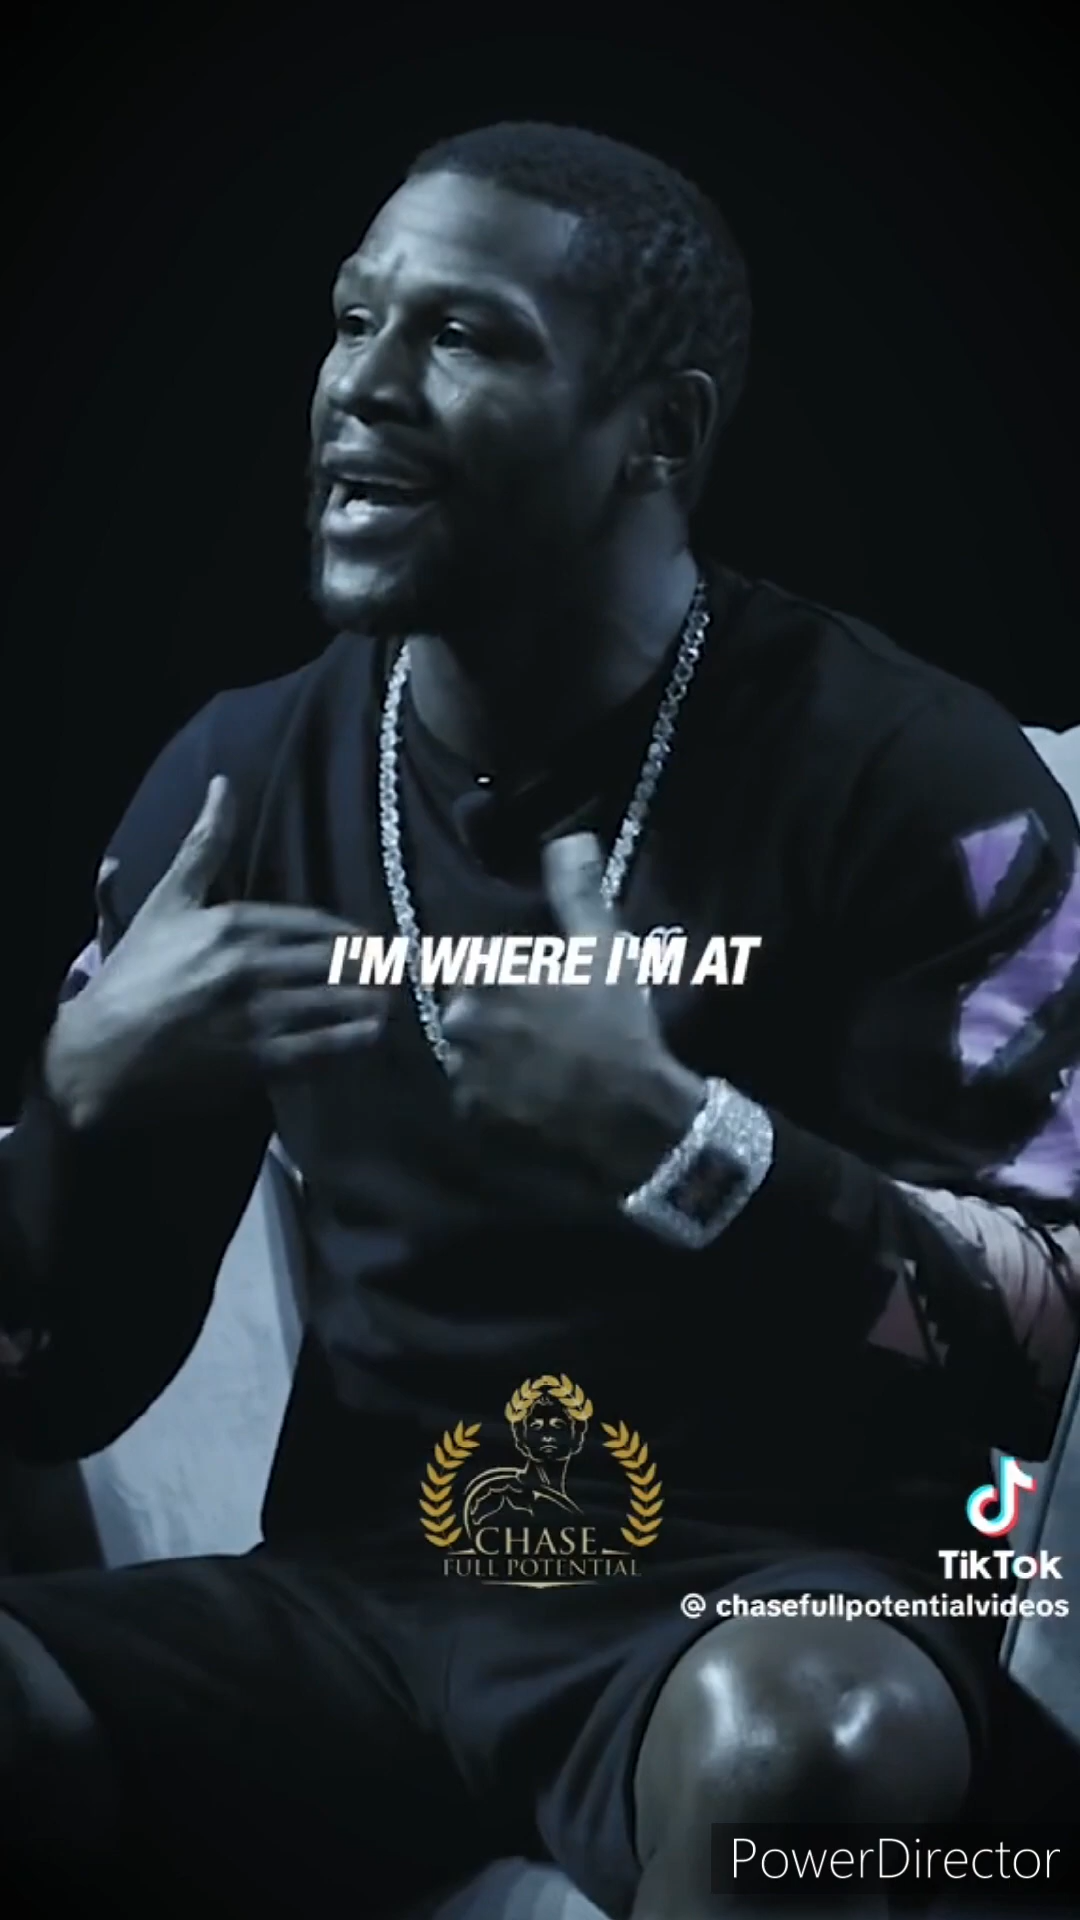 I'M WHERE I'M AT
CHASE
FULL POTENTIAL
TikTok
@ chasefullpotentialvideos
PowerDirector